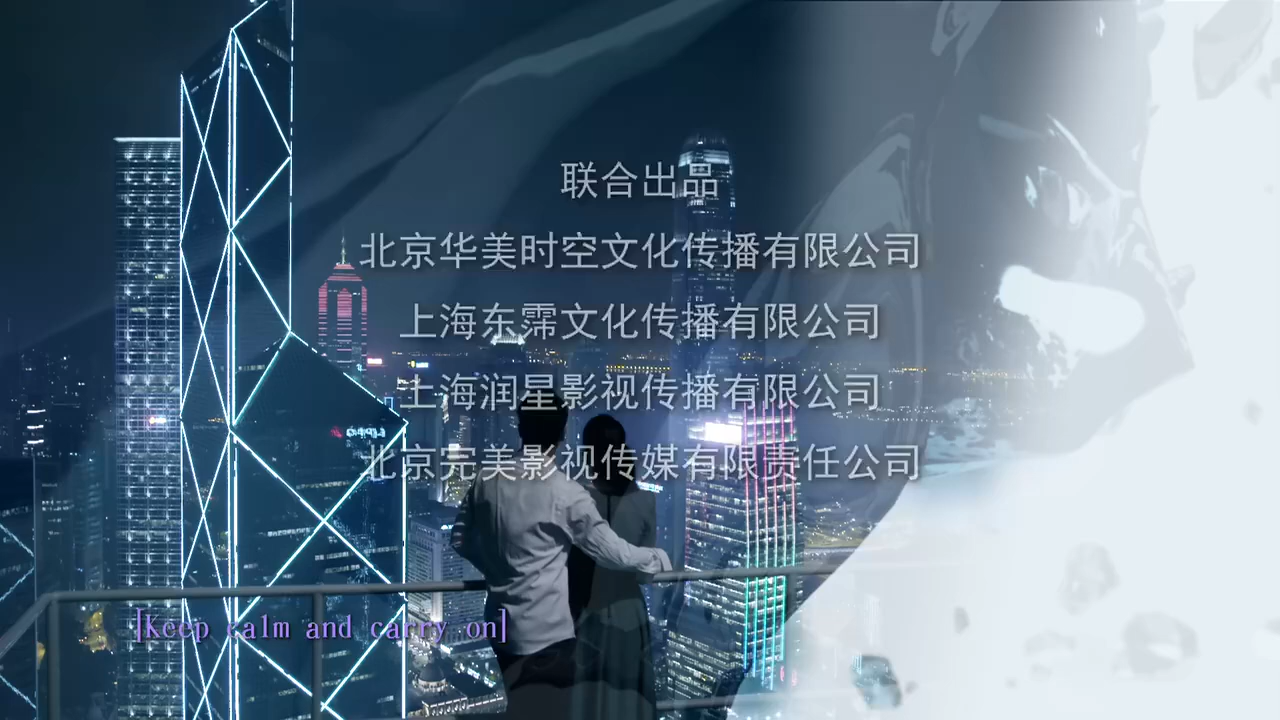 联合出品
北京华美时空文化传播有限公司
上海东霈文化传播有限公司
上海润星影视传播有限公司
北京完美影视传媒有限责任公司
[Keep calm and carry on]